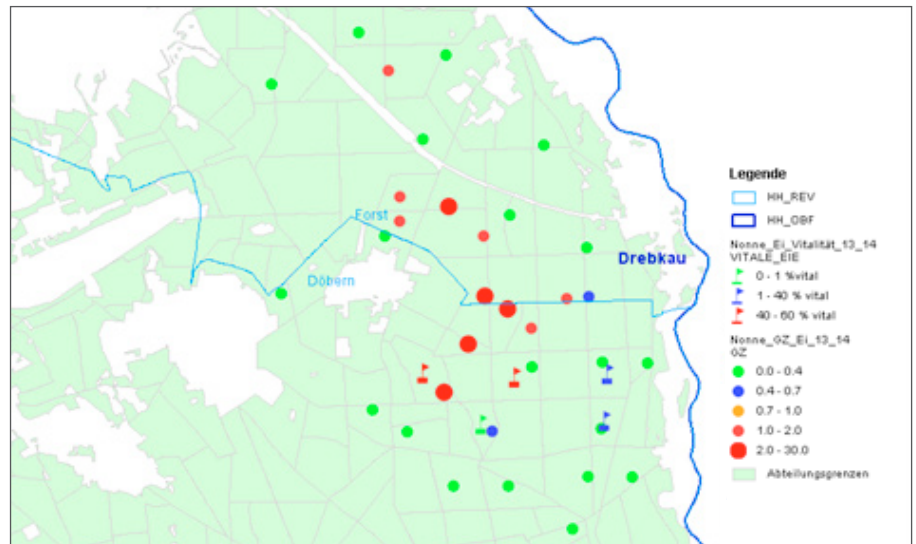 Forst
Döbern
Drebkau
Legende
HH_REV
HH_OBF
Nonne_Ei_Vitalität_13_14
VITALE_EIE
0 - 1 %vital
1 - 40 % vital
40 - 60 % vital
Nonne_GZ_Ei_13_14
GZ
0.0 - 0.4
0.4 - 0.7
0.7 - 1.0
1.0 - 2.0
2.0 - 30.0
Abteilungsgrenzen